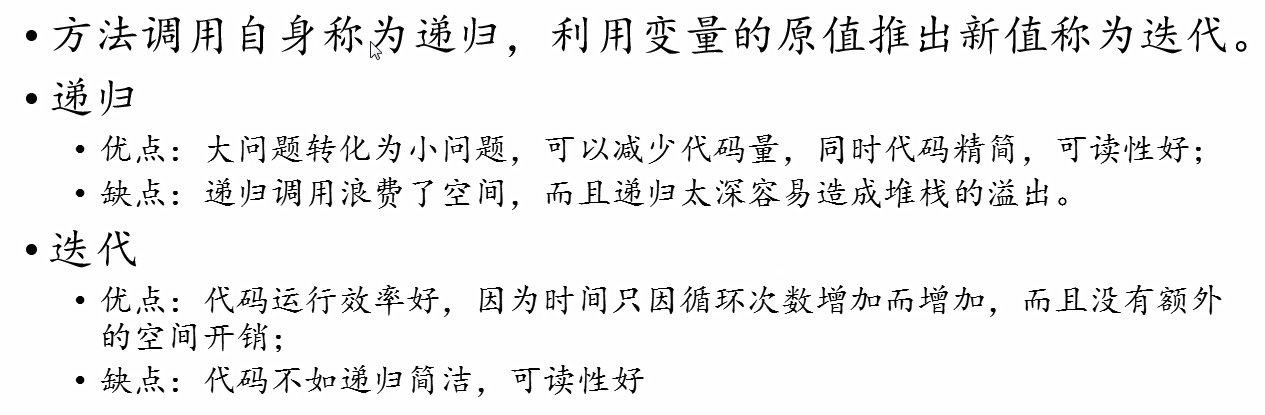 • 方法调用自身称为递归，利用变量的原值推出新值称为迭代。
• 递归
• 优点：大问题转化为小问题，可以减少代码量，同时代码精简，可读性好；
• 缺点：递归调用浪费了空间，而且递归太深容易造成堆栈的溢出。
• 迭代
• 优点：代码运行效率好，因为时间只因循环次数增加而增加，而且没有额外
的空间开销；
• 缺点：代码不如递归简洁，可读性好